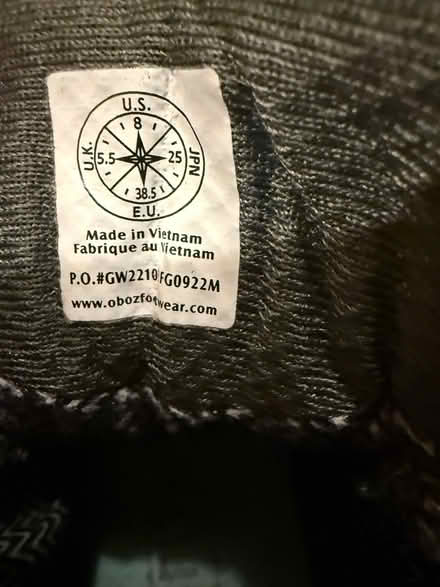 U.S.
8
U.K. 5.5 25 JPN
38.5
E.U.
Made in Vietnam
Fabrique au Vietnam
P.O.#GW2210FG0922M
www.obozfootwear.com